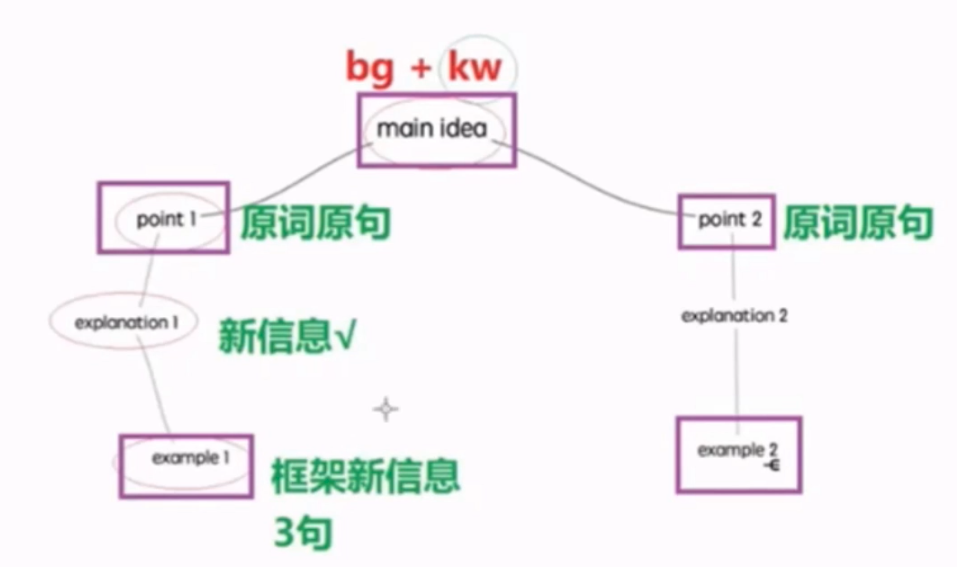 bg + kw
main idea
point 1 原词原句
point 2 原词原句
explanation 1 新信息√
explanation 2
example 1 框架新信息
3句
example 2